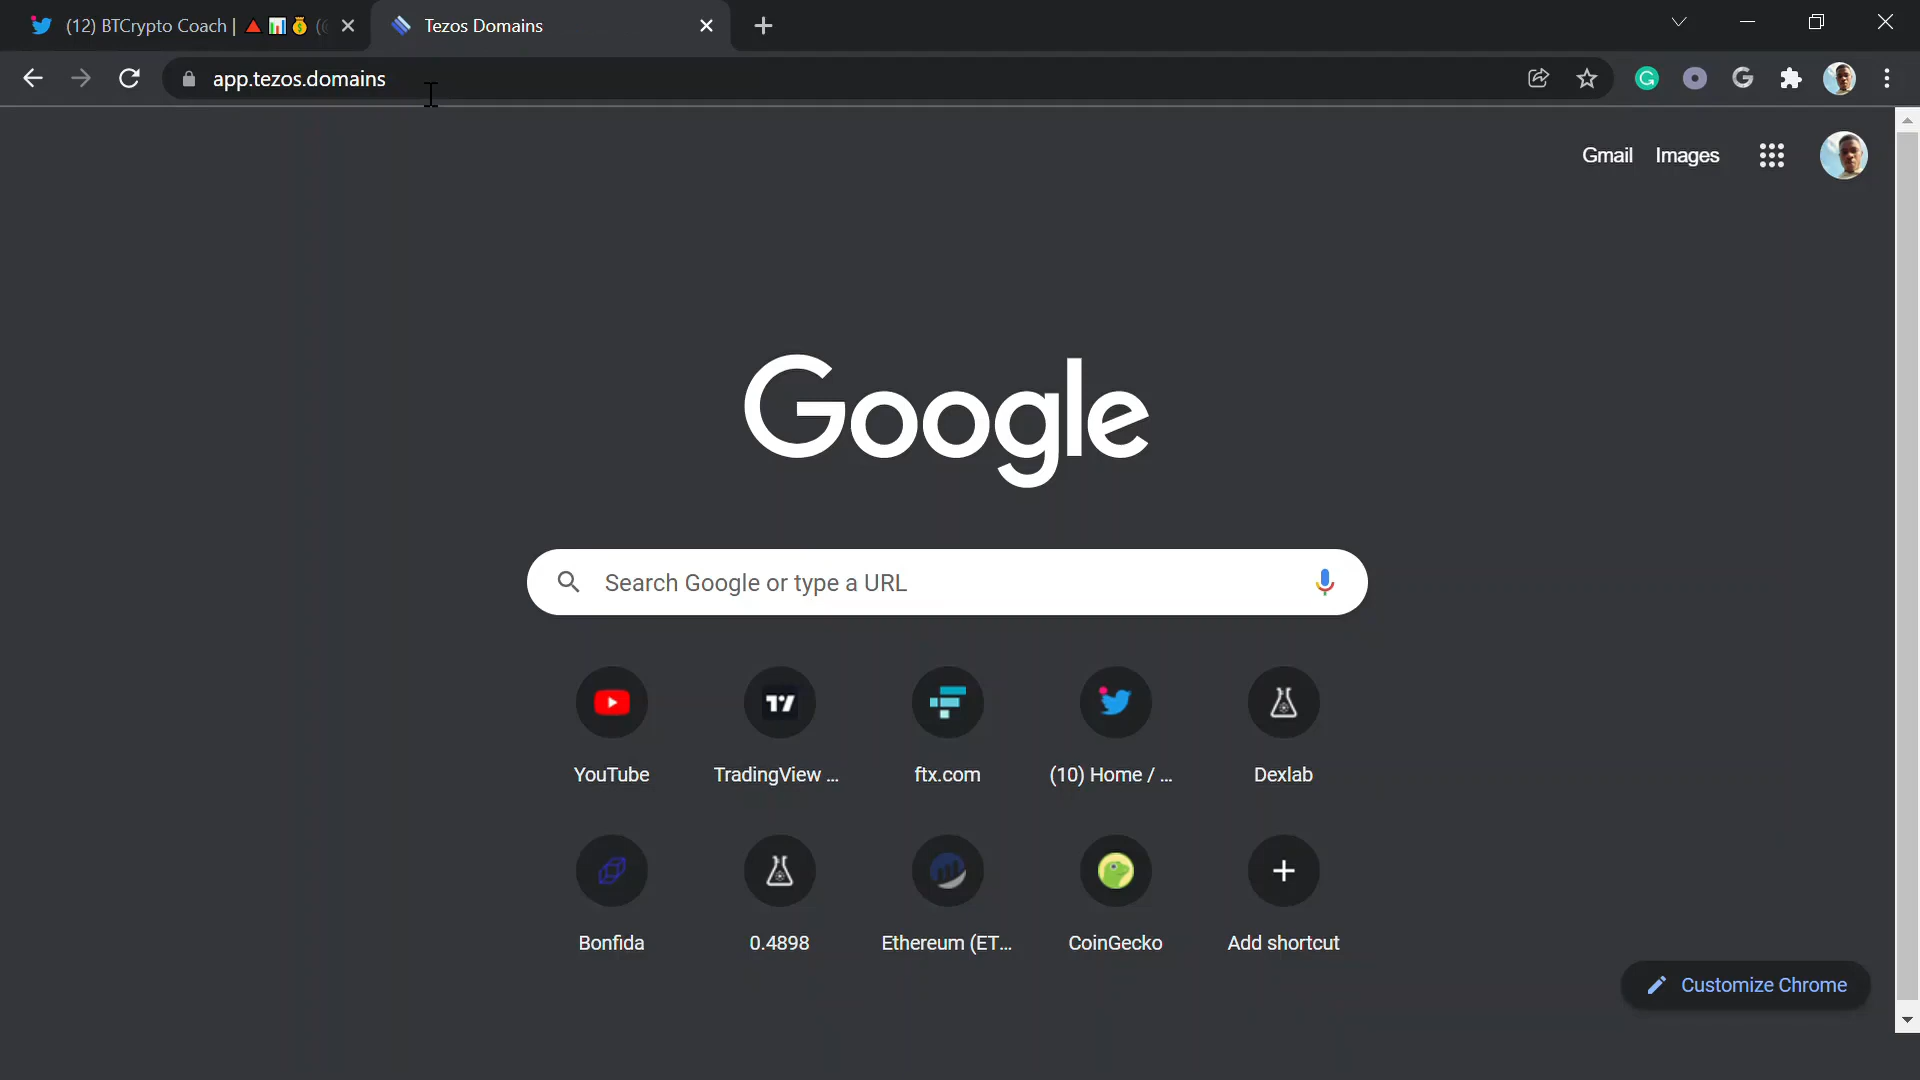 (12) BTCrypto Coach |
Tezos Domains
app.tezos.domains
Gmail Images
Google
Search Google or type a URL
YouTube
TradingView ...
ftx.com
(10) Home / ...
Dexlab
Bonfida
0.4898
Ethereum (ET...
CoinGecko
Add shortcut
Customize Chrome